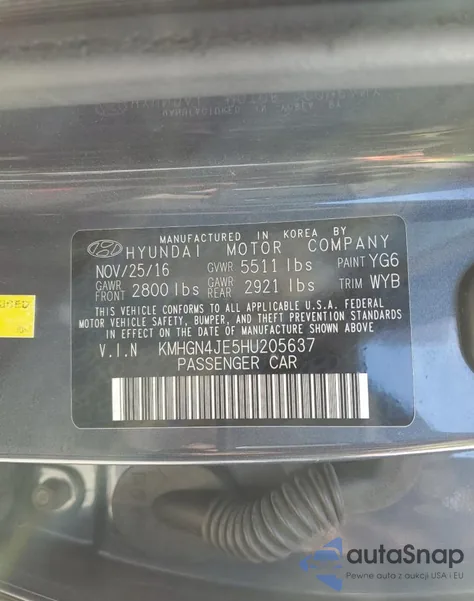 MANUFACTURED IN KOREA BY
HYUNDAI MOTOR COMPANY
NOV/25/16 GVWR 5511 lbs PAINT YG6
GAWR FRONT 2800 lbs GAWR REAR 2921 lbs TRIM WYB
THIS VEHICLE CONFORMS TO ALL APPLICABLE U.S.A. FEDERAL
MOTOR VEHICLE SAFETY, BUMPER, AND THEFT PREVENTION STANDARDS
IN EFFECT ON THE DATE OF MANUFACTURE SHOWN ABOVE.
V.I.N KMHGN4JE5HU205637
PASSENGER CAR
autoSnap
Pewne auta z aukcji USA i EU